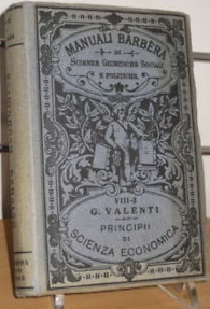 MANUALI BARBÈRA
DI
SCIENZE GIURIDICHE SOCIALI
E POLITICHE
VIII-3
G. VALENTI
PRINCIPII
DI
SCIENZA ECONOMICA